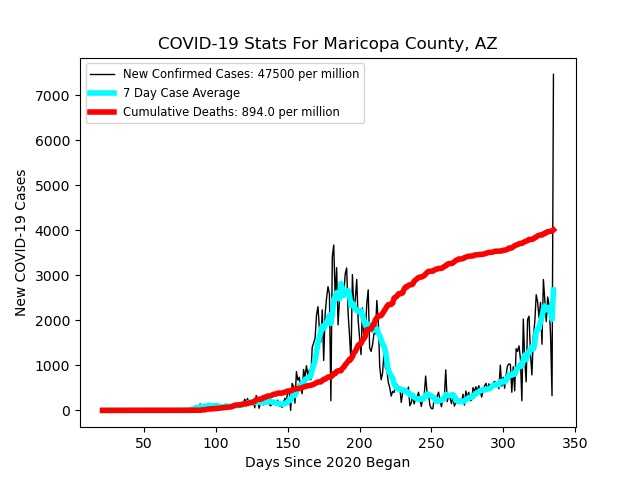 COVID-19 Stats For Maricopa County, AZ
New Confirmed Cases: 47500 per million
7 Day Case Average
Cumulative Deaths: 894.0 per million
New COVID-19 Cases
7000
6000
5000
4000
3000
2000
1000
0
50 100 150 200 250 300 350
Days Since 2020 Began